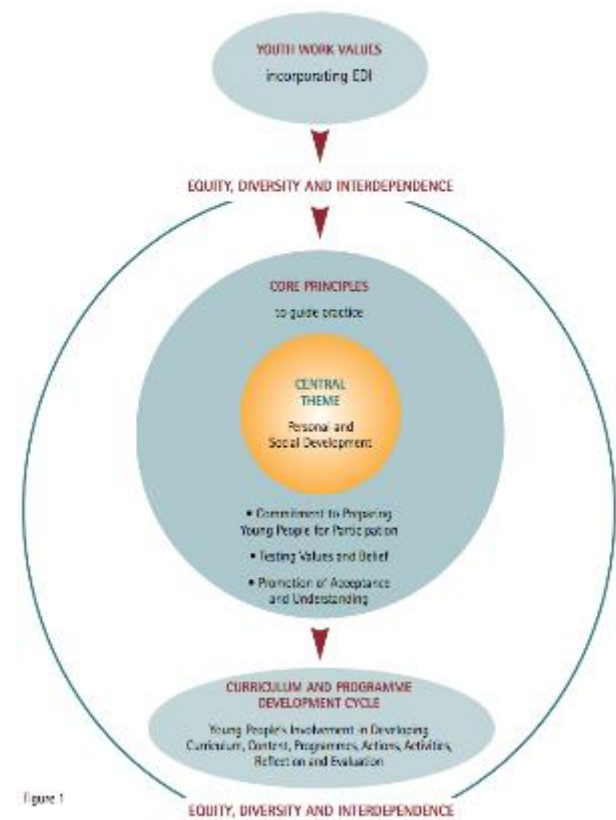 YOUTH WORK VALUES
incorporating EDI
EQUITY, DIVERSITY AND INTERDEPENDENCE
CORE PRINCIPLES
to guide practice
CENTRAL
THEME
Personal and
Social Development
• Commitment to Preparing
Young People for Participation
• Testing Values and Belief
• Promotion of Acceptance
and Understanding
CURRICULUM AND PROGRAMME
DEVELOPMENT CYCLE
Young People's Involvement in Developing
Curriculum, Content, Programmes, Actions, Activities,
Reflection and Evaluation
Figure 1
EQUITY, DIVERSITY AND INTERDEPENDENCE